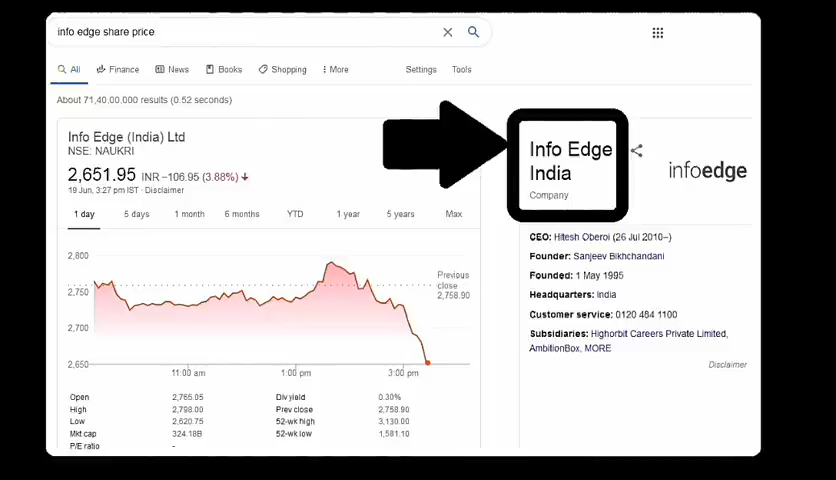 info edge share price
All Finance News Books Shopping More Settings Tools
About 71,40,00,000 results (0.52 seconds)
Info Edge (India) Ltd
NSE: NAUKRI
2,651.95 INR −106.95 (3.88%)
19 Jun, 3:27 pm IST · Disclaimer
1 day 5 days 1 month 6 months YTD 1 year 5 years Max
2,800
2,750
2,700
2,650
Previous
close
2,758.90
11:00 am 1:00 pm 3:00 pm
Open 2,765.05 Div yield 0.30%
High 2,798.00 Prev close 2,758.90
Low 2,620.75 52-wk high 3,130.00
Mkt cap 324.18B 52-wk low 1,581.10
P/E ratio -
Info Edge
India
Company
infoedge
CEO: Hitesh Oberoi (26 Jul 2010–)
Founder: Sanjeev Bikhchandani
Founded: 1 May 1995
Headquarters: India
Customer service: 0120 484 1100
Subsidiaries: Highorbit Careers Private Limited,
AmbitionBox, MORE
Disclaimer